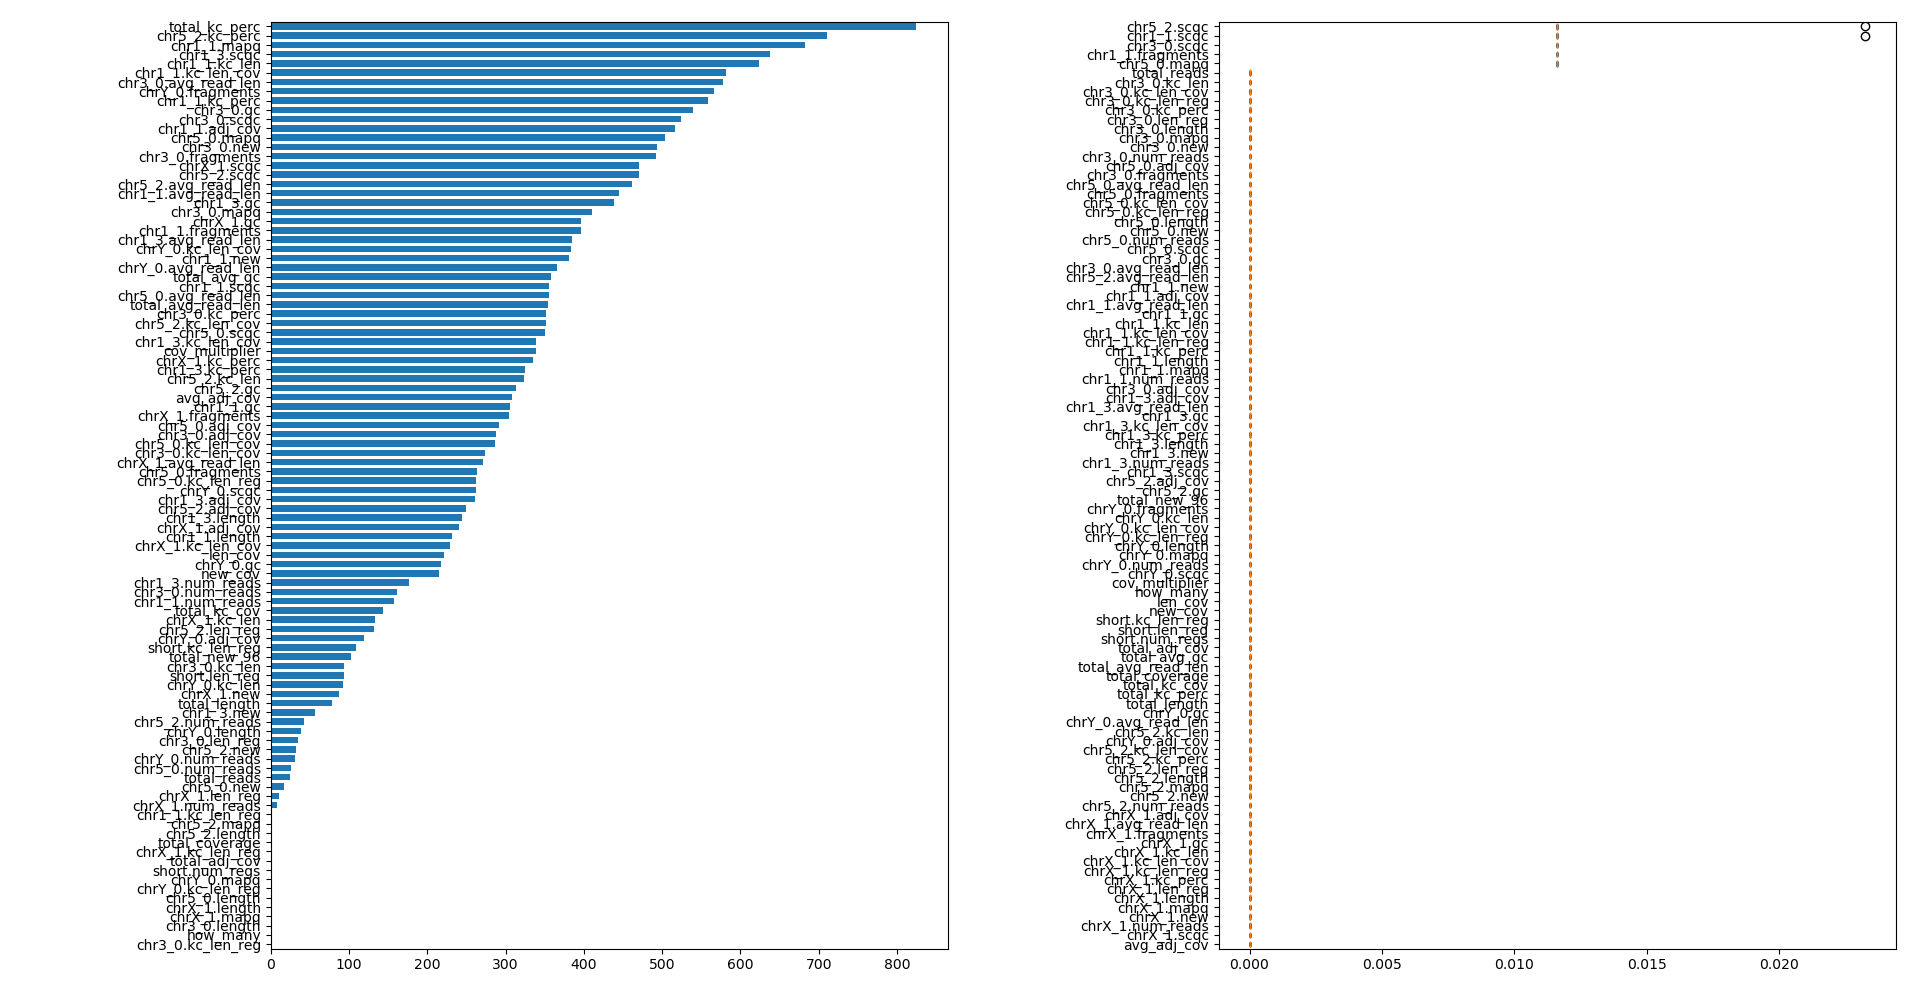 total_kc_perc
chr5_2.kc_perc
chr1_1.mapq
chr1_3.scgc
chr1_1.kc_len
chr1_1.kc_len_cov
chr3_0.avg_read_len
chrY_0.fragments
chr1_1.kc_perc
chr3_0.gc
chr3_0.scgc
chr1_1.adj_cov
chr5_0.mapq
chr3_0.new
chr3_0.fragments
chrX_1.scgc
chr5_2.scgc
chr5_2.avg_read_len
chr1_1.avg_read_len
chr1_3.gc
chr3_0.mapq
chrX_1.gc
chr1_1.fragments
chr1_3.avg_read_len
chrY_0.kc_len_cov
chr1_1.new
chrY_0.avg_read_len
total_avg_gc
chr1_1.scgc
chr5_0.avg_read_len
total_avg_read_len
chr3_0.kc_perc
chr5_2.kc_len_cov
chr5_0.scgc
chr1_3.kc_len_cov
cov_multiplier
chrX_1.kc_perc
chr1_3.kc_perc
chr5_2.kc_len
chr5_2.gc
avg_adj_cov
chr1_1.gc
chrX_1.fragments
chr5_0.adj_cov
chr3_0.adj_cov
chr5_0.kc_len_cov
chr3_0.kc_len_cov
chrX_1.avg_read_len
chr5_0.fragments
chr5_0.kc_len_reg
chrY_0.scgc
chr1_3.adj_cov
chr5_2.adj_cov
chr1_3.length
chrX_1.adj_cov
chr1_1.length
chrX_1.kc_len_cov
len_cov
chrY_0.gc
new_cov
chr1_3.num_reads
chr3_0.num_reads
chr1_1.num_reads
total_kc_cov
chrX_1.kc_len
chr5_2.len_reg
chrY_0.adj_cov
short.kc_len_reg
total_new_96
chr3_0.kc_len
short.len_reg
chrY_0.kc_len
chrX_1.new
total_length
chr1_3.new
chr5_2.num_reads
chrY_0.length
chr3_0.len_reg
chr5_2.new
chrY_0.num_reads
chr5_0.num_reads
total_reads
chr5_0.new
chrX_1.len_reg
chrX_1.num_reads
chr1_1.kc_len_reg
chr5_2.mapq
chr5_2.length
total_coverage
chrX_1.kc_len_reg
total_adj_cov
short.num_regs
chrY_0.mapq
chrY_0.kc_len_reg
chr5_0.length
chrX_1.length
chrX_1.mapq
chr3_0.length
how_many
chr3_0.kc_len_reg
0 100 200 300 400 500 600 700 800
chr5_2.scgc
chr1_1.scgc
chr3_0.scgc
chr1_1.fragments
chr5_0.mapq
total_reads
chr3_0.kc_len
chr3_0.kc_len_cov
chr3_0.kc_len_reg
chr3_0.kc_perc
chr3_0.len_reg
chr3_0.length
chr3_0.mapq
chr3_0.new
chr3_0.num_reads
chr5_0.adj_cov
chr3_0.fragments
chr5_0.avg_read_len
chr5_0.fragments
chr5_0.kc_len_cov
chr5_0.kc_len_reg
chr5_0.length
chr5_0.new
chr5_0.num_reads
chr5_0.scgc
chr3_0.gc
chr3_0.avg_read_len
chr5_2.avg_read_len
chr1_1.new
chr1_1.adj_cov
chr1_1.avg_read_len
chr1_1.gc
chr1_1.kc_len
chr1_1.kc_len_cov
chr1_1.kc_len_reg
chr1_1.kc_perc
chr1_1.length
chr1_1.mapq
chr1_1.num_reads
chr3_0.adj_cov
chr1_3.adj_cov
chr1_3.avg_read_len
chr1_3.gc
chr1_3.kc_len_cov
chr1_3.kc_perc
chr1_3.length
chr1_3.new
chr1_3.num_reads
chr1_3.scgc
chr5_2.adj_cov
chr5_2.gc
total_new_96
chrY_0.fragments
chrY_0.kc_len
chrY_0.kc_len_cov
chrY_0.kc_len_reg
chrY_0.length
chrY_0.mapq
chrY_0.num_reads
chrY_0.scgc
cov_multiplier
how_many
len_cov
new_cov
short.kc_len_reg
short.len_reg
short.num_regs
total_adj_cov
total_avg_gc
total_avg_read_len
total_coverage
total_kc_cov
total_kc_perc
total_length
chrY_0.gc
chrY_0.avg_read_len
chr5_2.kc_len
chrY_0.adj_cov
chr5_2.kc_len_cov
chr5_2.kc_perc
chr5_2.len_reg
chr5_2.length
chr5_2.mapq
chr5_2.new
chr5_2.num_reads
chrX_1.adj_cov
chrX_1.avg_read_len
chrX_1.fragments
chrX_1.gc
chrX_1.kc_len
chrX_1.kc_len_cov
chrX_1.kc_len_reg
chrX_1.kc_perc
chrX_1.len_reg
chrX_1.length
chrX_1.mapq
chrX_1.new
chrX_1.num_reads
chrX_1.scgc
avg_adj_cov
0.000 0.005 0.010 0.015 0.020